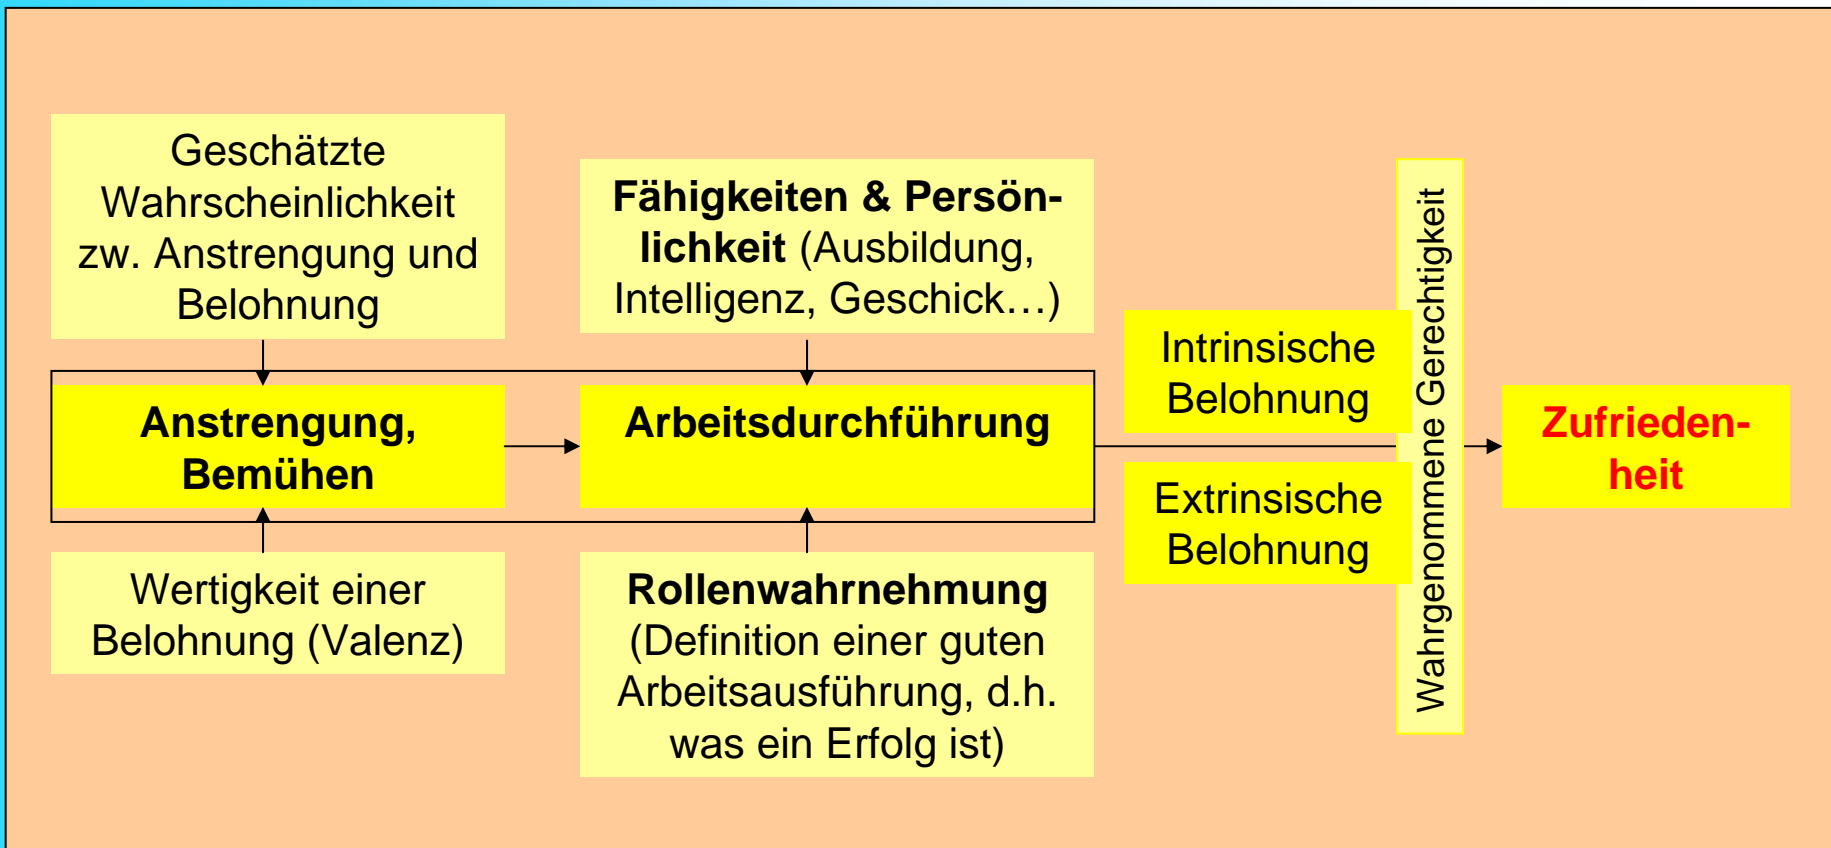 Geschätzte
Wahrscheinlichkeit
zw. Anstrengung und
Belohnung
Fähigkeiten & Persön-
lichkeit (Ausbildung,
Intelligenz, Geschick…)
Anstrengung,
Bemühen
Arbeitsdurchführung
Wertigkeit einer
Belohnung (Valenz)
Rollenwahrnehmung
(Definition einer guten
Arbeitsausführung, d.h.
was ein Erfolg ist)
Intrinsische
Belohnung
Extrinsische
Belohnung
Wahrgenommene Gerechtigkeit
Zufrieden-
heit